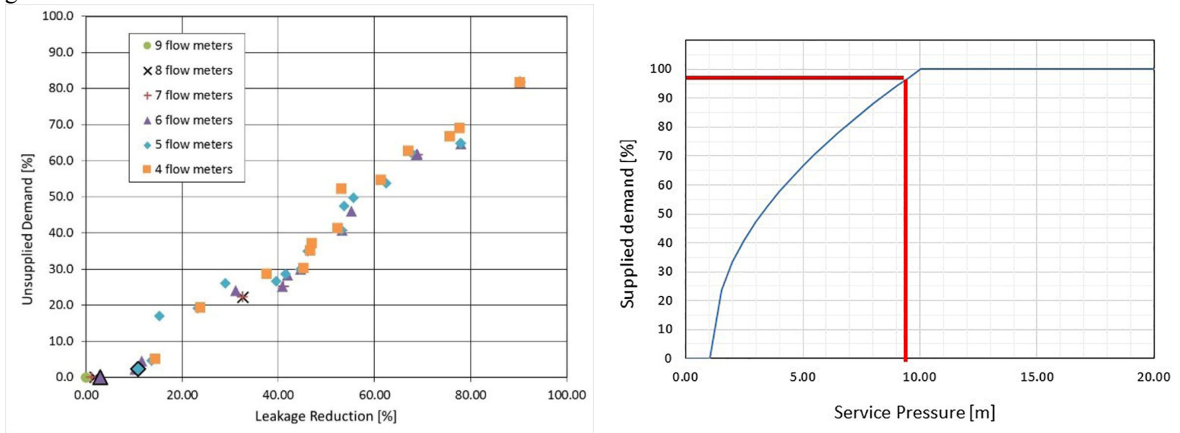 100.0
90.0
80.0
70.0
60.0
50.0
40.0
30.0
20.0
10.0
0.0
Unsupplied Demand [%]
9 flow meters
8 flow meters
7 flow meters
6 flow meters
5 flow meters
4 flow meters
0.00 20.00 40.00 60.00 80.00 100.00
Leakage Reduction [%]
100
90
80
70
60
50
40
30
20
10
0
Supplied demand [%]
0.00 5.00 10.00 15.00 20.00
Service Pressure [m]